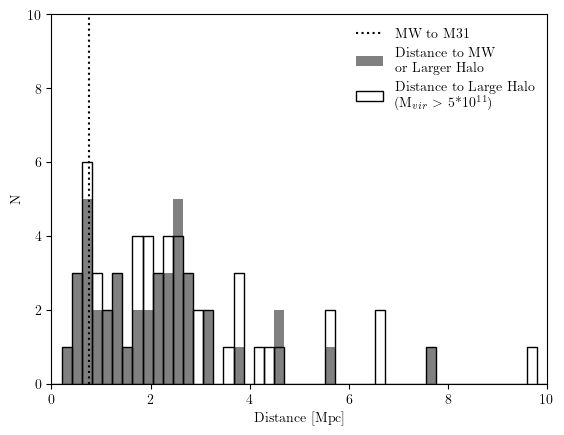 10
8
6
4
2
0
N
0 2 4 6 8 10
Distance [Mpc]
MW to M31
Distance to MW
or Larger Halo
Distance to Large Halo
(M_vir > 5*10^11)